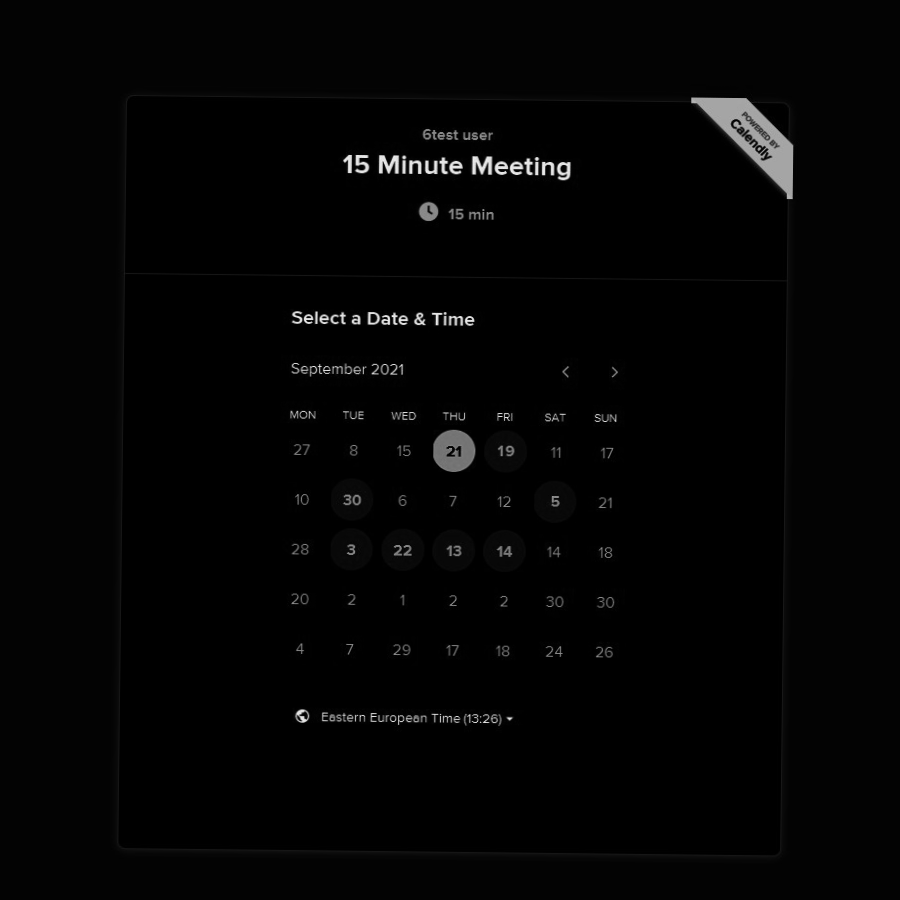 POWERED BY
Calendly
6test user
15 Minute Meeting
15 min
Select a Date & Time
September 2021
MON TUE WED THU FRI SAT SUN
27 8 15 21 19 11 17
10 30 6 7 12 5 21
28 3 22 13 14 14 18
20 2 1 2 2 30 30
4 7 29 17 18 24 26
Eastern European Time (13:26)